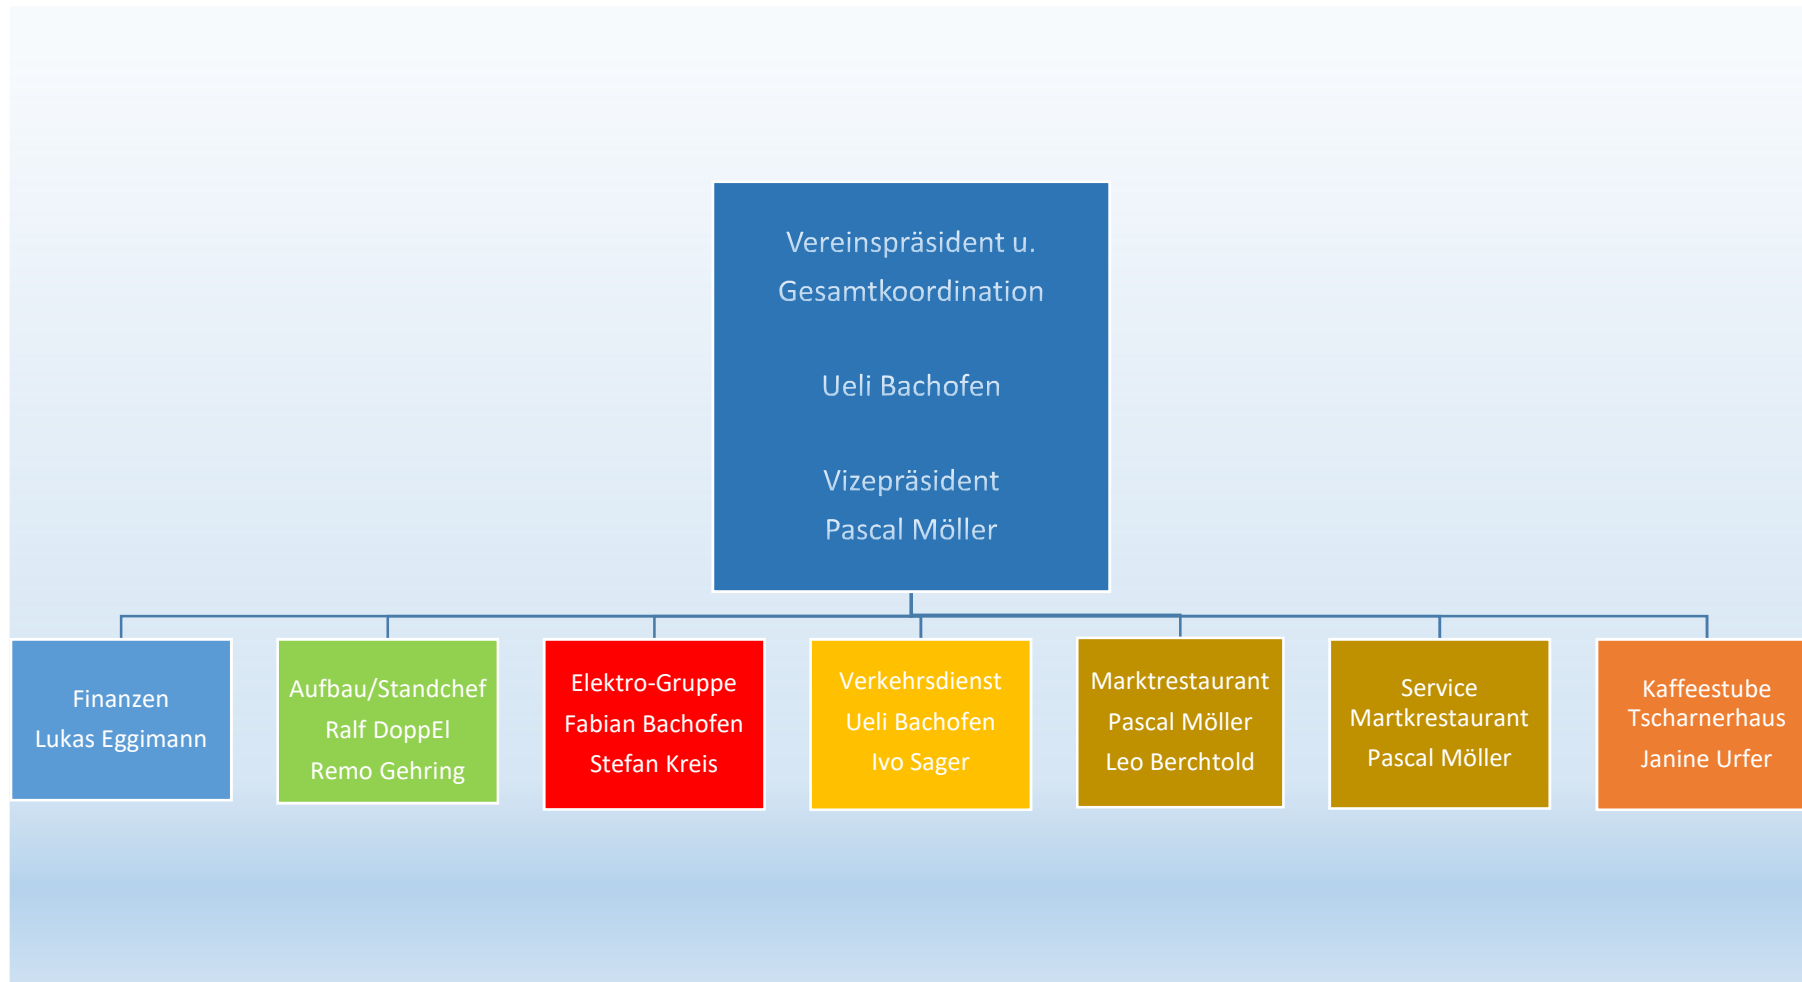 Vereinspräsident u.
Gesamtkoordination
Ueli Bachofen
Vizepräsident
Pascal Möller
Finanzen
Lukas Eggimann
Aufbau/Standchef
Ralf DoppEl
Remo Gehring
Elektro-Gruppe
Fabian Bachofen
Stefan Kreis
Verkehrsdienst
Ueli Bachofen
Ivo Sager
Marktrestaurant
Pascal Möller
Leo Berchtold
Service
Martkrestaurant
Pascal Möller
Kaffeestube
Tscharnerhaus
Janine Urfer